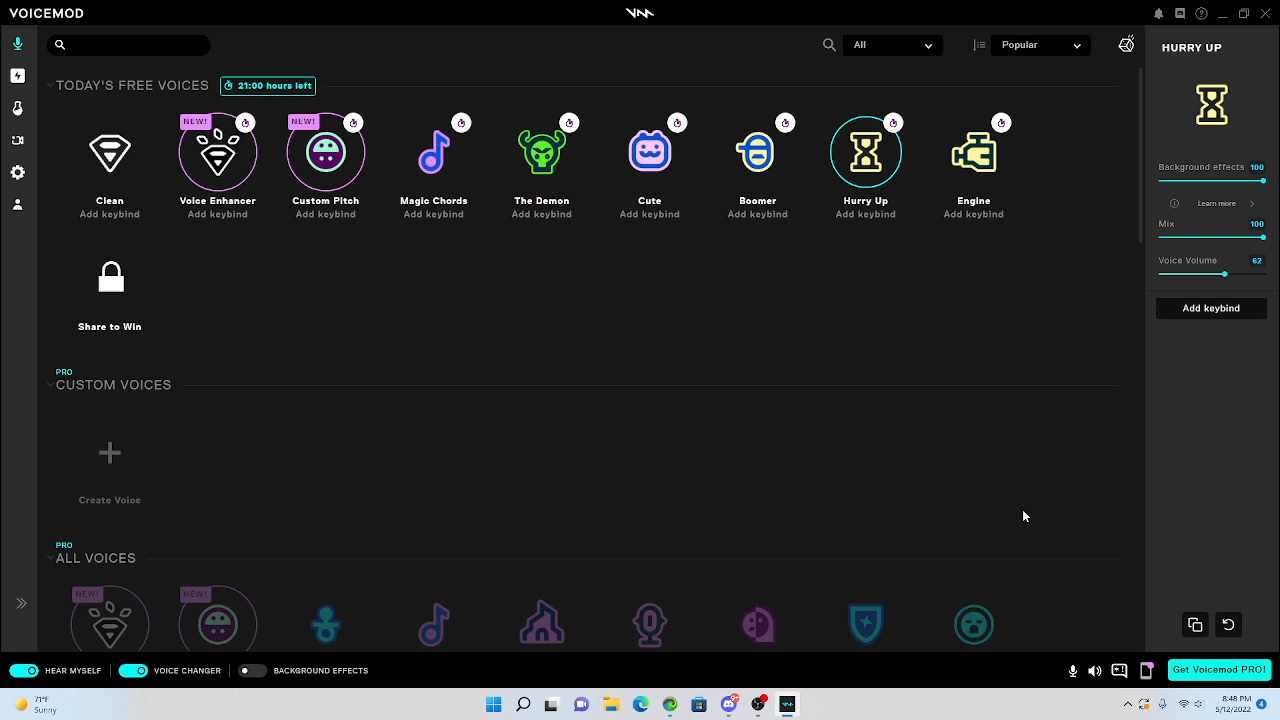 VOICEMOD
All
Popular
HURRY UP
TODAY'S FREE VOICES
21:00 hours left
NEW!
NEW!
Clean
Voice Enhancer
Custom Pitch
Magic Chords
The Demon
Cute
Boomer
Hurry Up
Engine
Add keybind
Add keybind
Add keybind
Add keybind
Add keybind
Add keybind
Add keybind
Add keybind
Add keybind
Share to Win
Background effects 100
Learn more
Mix 100
Voice Volume 62
Add keybind
PRO
CUSTOM VOICES
Create Voice
PRO
ALL VOICES
NEW!
NEW!
HEAR MYSELF
VOICE CHANGER
BACKGROUND EFFECTS
Get Voicemod PRO!
71°F
Sunny
8:48 PM
5/12/2022
4